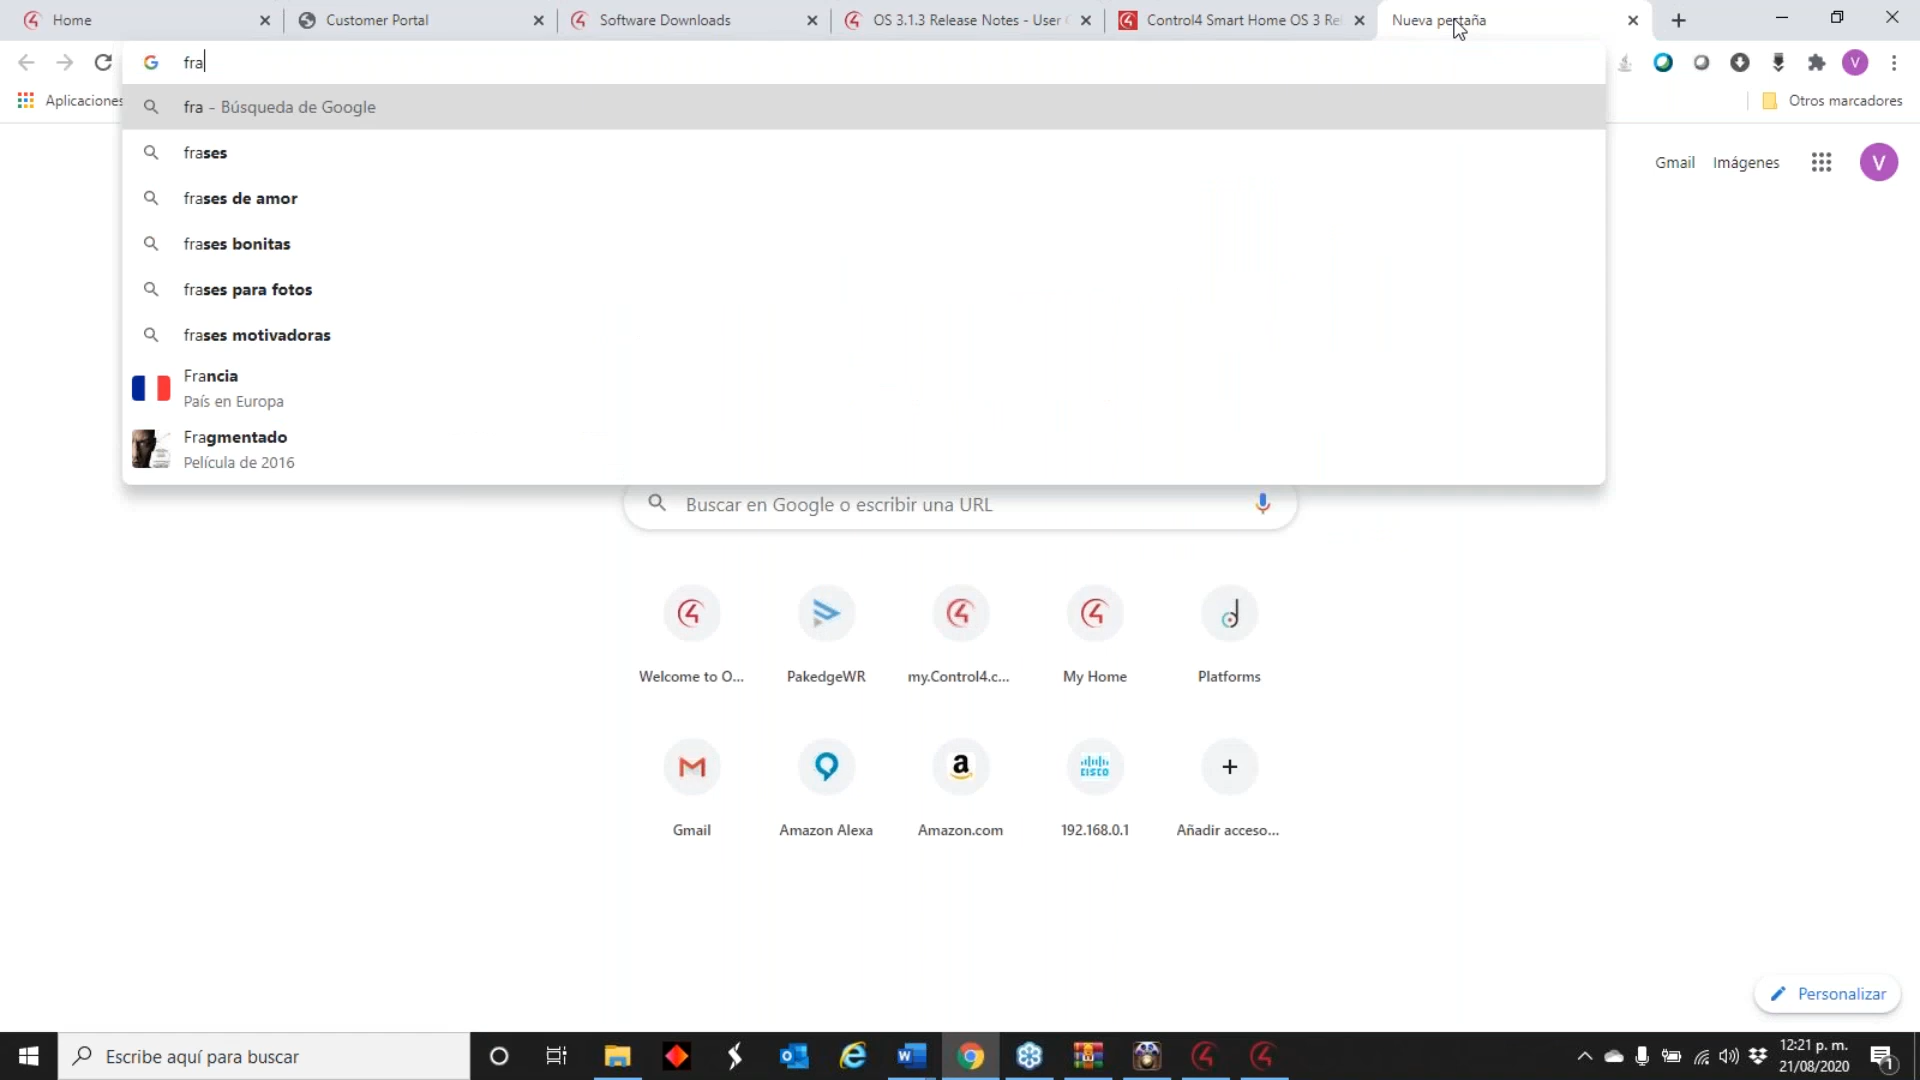 Home
Customer Portal
Software Downloads
OS 3.1.3 Release Notes - User
Control4 Smart Home OS 3 Re
Nueva pestaña
fra
Aplicaciones
Otros marcadores
V
fra - Búsqueda de Google
frases
frases de amor
frases bonitas
frases para fotos
frases motivadoras
Francia
País en Europa
Fragmentado
Película de 2016
Gmail
Imágenes
V
Buscar en Google o escribir una URL
Welcome to O...
PakedgeWR
my.Control4.c...
My Home
Platforms
CISCO
Gmail
Amazon Alexa
Amazon.com
192.168.0.1
Añadir acceso...
Personalizar
Escribe aquí para buscar
12:21 p. m.
21/08/2020
1